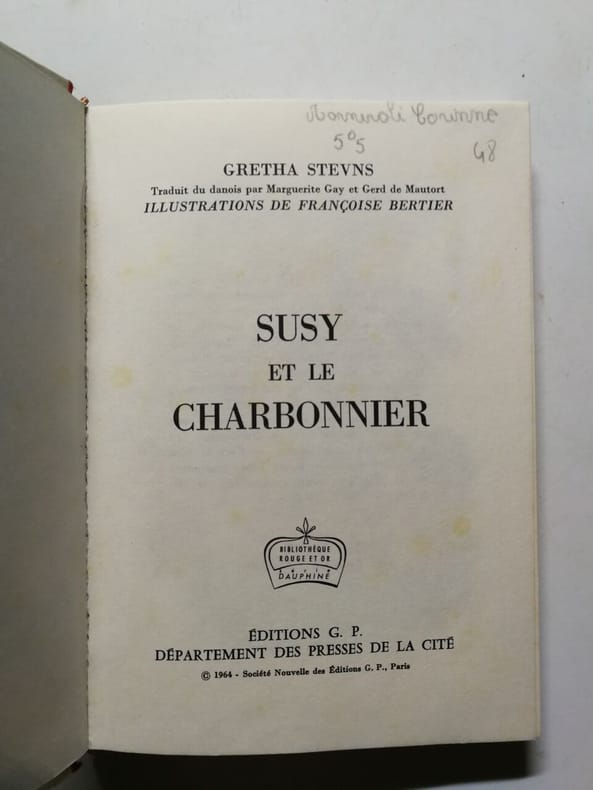 Corinne
5°5
48
GRETHA STEVNS
Traduit du danois par Marguerite Gay et Gerd de Mautort
ILLUSTRATIONS DE FRANÇOISE BERTIER
SUSY
ET LE
CHARBONNIER
BIBLIOTHÈQUE
ROUGE ET OR
Série
DAUPHINE
ÉDITIONS G. P.
DÉPARTEMENT DES PRESSES DE LA CITÉ
© 1964 - Société Nouvelle des Éditions G. P., Paris